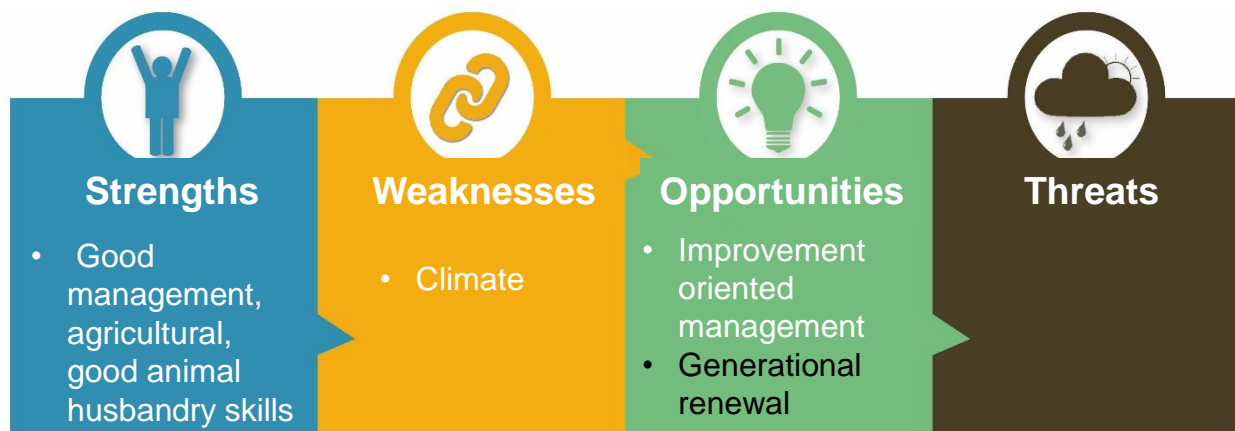 Strengths
• Good
management,
agricultural,
good animal
husbandry skills
Weaknesses
• Climate
Opportunities
• Improvement
oriented
management
• Generational
renewal
Threats